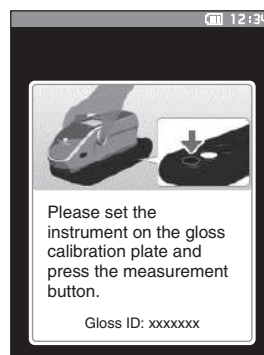 12:34
Please set the
instrument on the gloss
calibration plate and
press the measurement
button.
Gloss ID: xxxxxxx